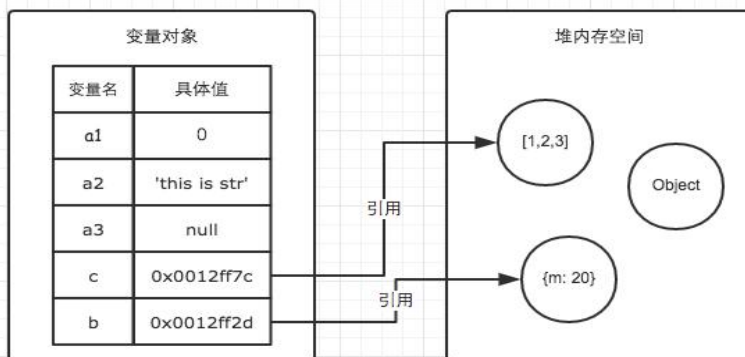 变量对象
变量名 具体值
a1 0
a2 'this is str'
a3 null
c 0x0012ff7c
b 0x0012ff2d
引用
引用
堆内存空间
[1,2,3]
Object
{m: 20}